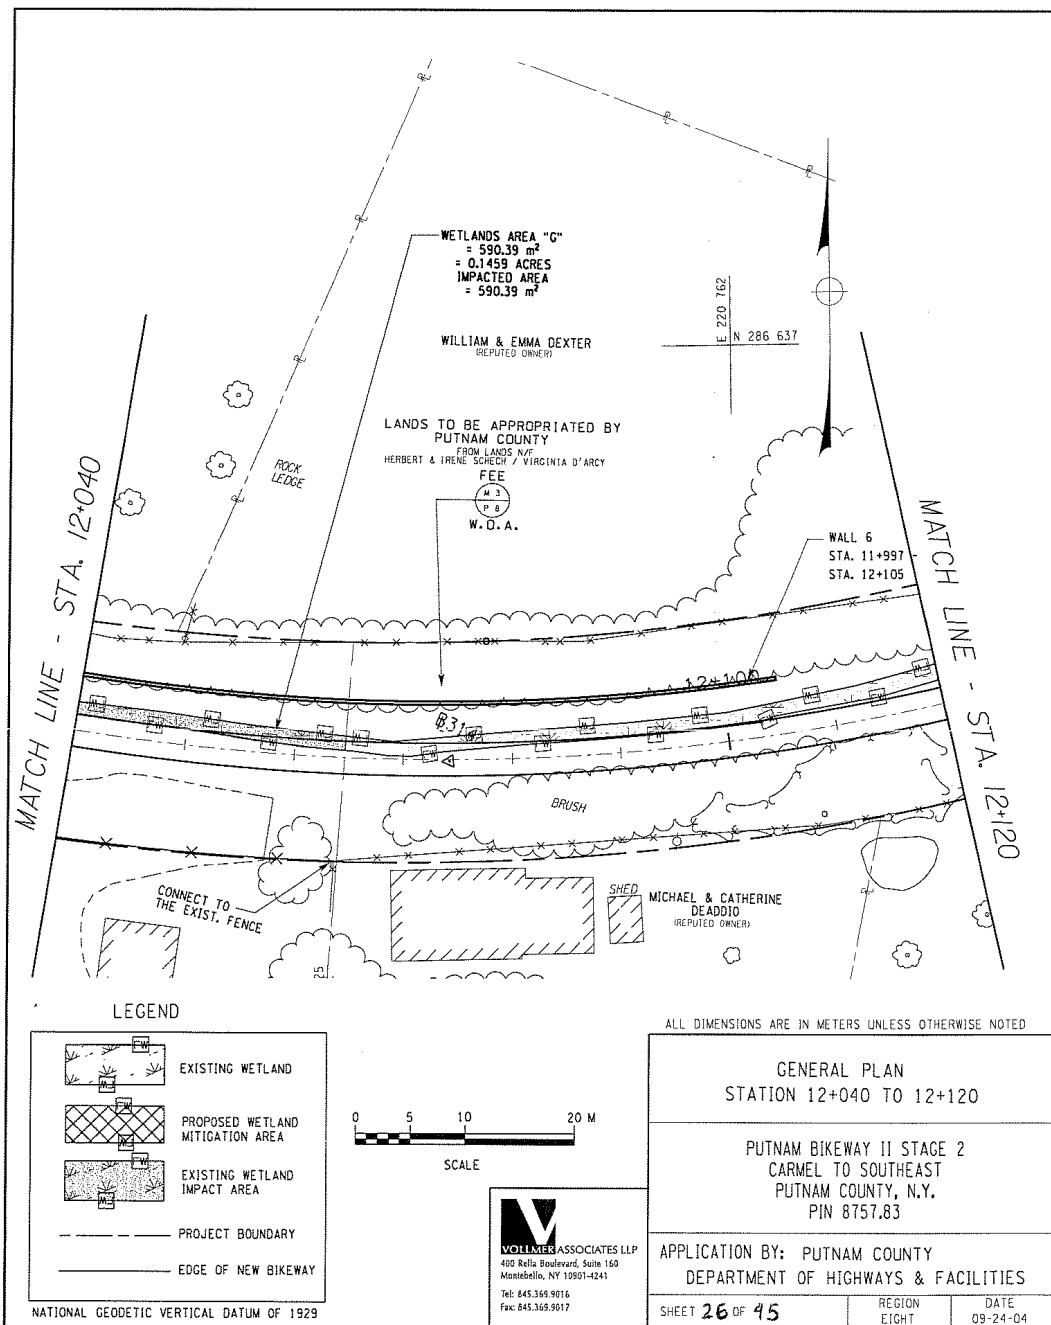 WETLANDS AREA "G"
= 590.39 m²
= 0.1459 ACRES
IMPACTED AREA
= 590.39 m²
WILLIAM & EMMA DEXTER
(REPUTED OWNER)
E 220 762
N 286 637
LANDS TO BE APPROPRIATED BY
PUTNAM COUNTY
FROM LANDS N/F
HERBERT & IRENE SCHECH / VIRGINIA D'ARCY
FEE
M 3
P 8
W.O.A.
ROCK
LEDGE
WALL 6
STA. 11+997 -
STA. 12+105
MATCH LINE - STA. 12+040
MATCH LINE - STA. 12+120
12+100
BRUSH
CONNECT TO
THE EXIST. FENCE
SHED
MICHAEL & CATHERINE
DEADDIO
(REPUTED OWNER)
25
LEGEND
EXISTING WETLAND
PROPOSED WETLAND
MITIGATION AREA
EXISTING WETLAND
IMPACT AREA
PROJECT BOUNDARY
EDGE OF NEW BIKEWAY
NATIONAL GEODETIC VERTICAL DATUM OF 1929
0 5 10 20 M
SCALE
VOLLMER ASSOCIATES LLP
400 Rella Boulevard, Suite 160
Montebello, NY 10901-4241
Tel: 845.369.9016
Fax: 845.369.9017
ALL DIMENSIONS ARE IN METERS UNLESS OTHERWISE NOTED
GENERAL PLAN
STATION 12+040 TO 12+120
PUTNAM BIKEWAY II STAGE 2
CARMEL TO SOUTHEAST
PUTNAM COUNTY, N.Y.
PIN 8757.83
APPLICATION BY: PUTNAM COUNTY
DEPARTMENT OF HIGHWAYS & FACILITIES
SHEET 26 OF 45
REGION
EIGHT
DATE
09-24-04